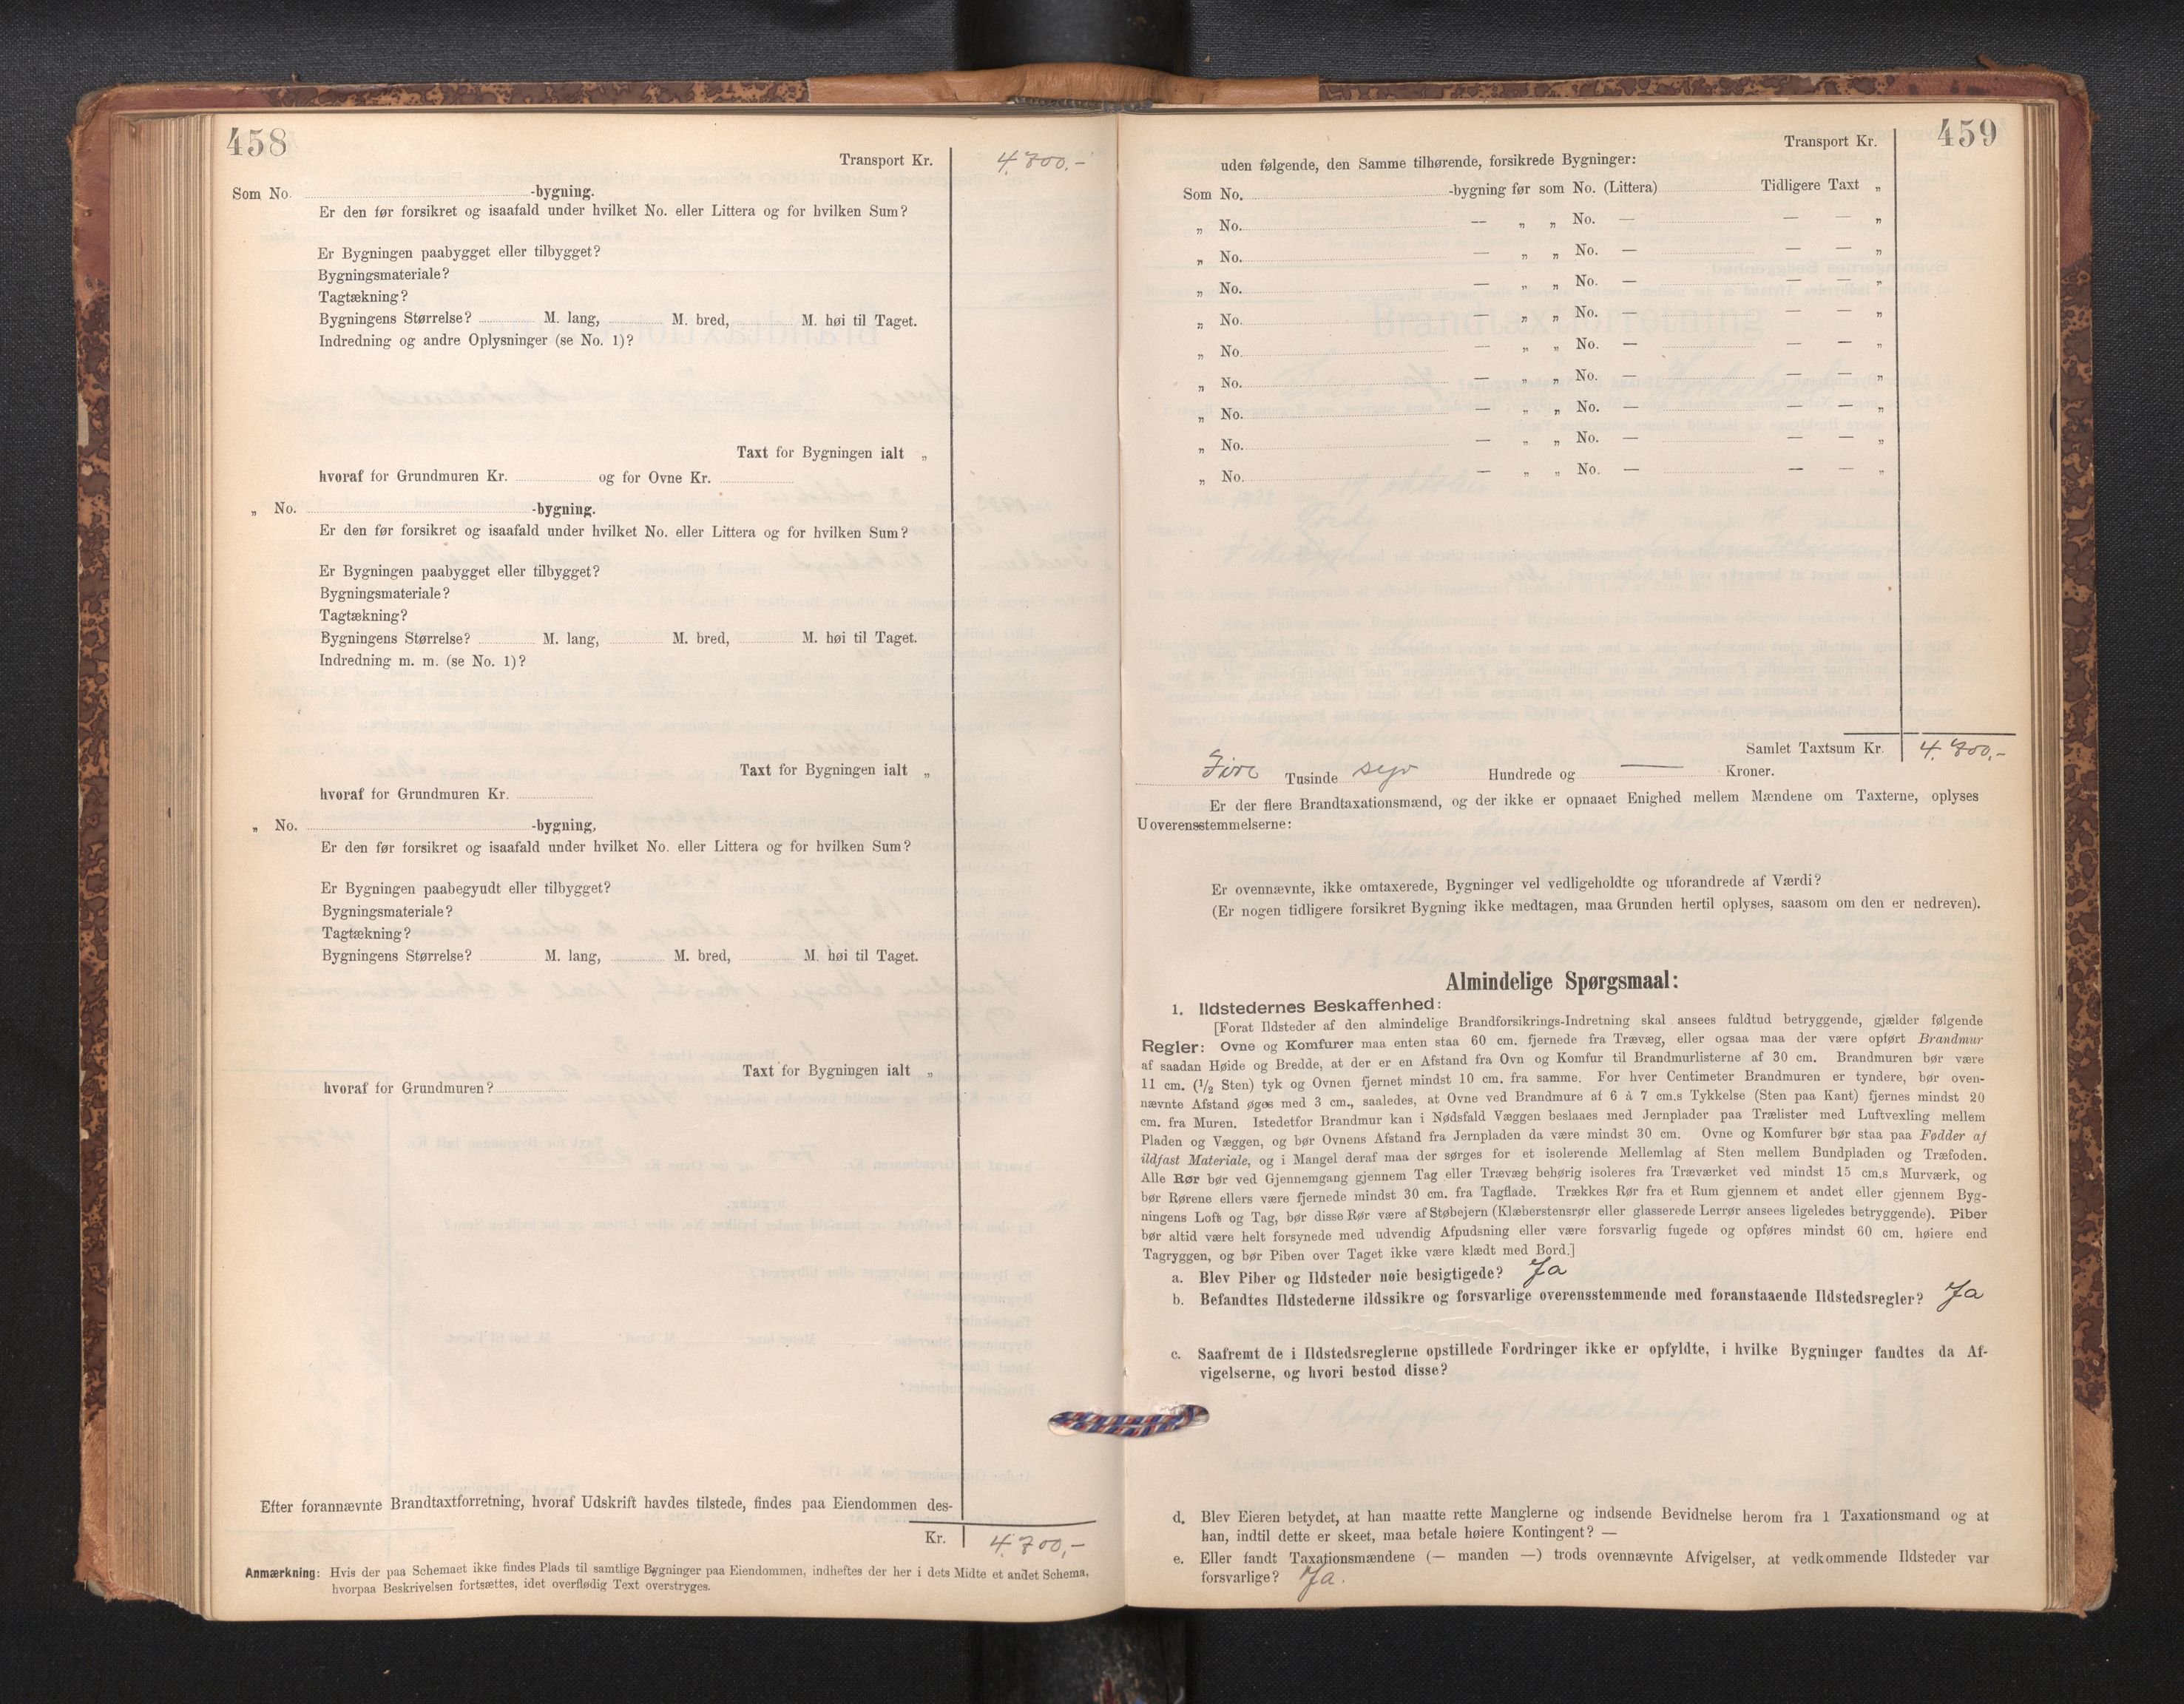 458
Transport Kr. 4.700,-
Som No. -bygning.
Er den før forsikret og isaafald under hvilket No. eller Littera og for hvilken Sum?
Er Bygningen paabygget eller tilbygget?
Bygningsmateriale?
Tagtækning?
Bygningens Størrelse? M. lang, M. bred, M. høi til Taget.
Indredning og andre Oplysninger (se No. 1)?
Taxt for Bygningen ialt „
hvoraf for Grundmuren Kr. og for Ovne Kr.
„ No. -bygning.
Er den før forsikret og isaafald under hvilket No. eller Littera og for hvilken Sum?
Er Bygningen paabygget eller tilbygget?
Bygningsmateriale?
Tagtækning?
Bygningens Størrelse? M. lang, M. bred, M. høi til Taget.
Indredning m. m. (se No. 1)?
Taxt for Bygningen ialt „
hvoraf for Grundmuren Kr.
„ No. -bygning,
Er den før forsikret og isaafald under hvilket No. eller Littera og for hvilken Sum?
Er Bygningen paabegyndt eller tilbygget?
Bygningsmateriale?
Tagtækning?
Bygningens Størrelse? M. lang, M. bred, M. høi til Taget.
Taxt for Bygningen ialt „
hvoraf for Grundmuren?
Efter forannævnte Brandtaxtforretning, hvoraf Udskrift havdes tilstede, findes paa Eiendommen des-
Kr. 4.700,-
Anmærkning: Hvis der paa Schemaet ikke findes Plads til samtlige Bygninger paa Eiendommen, indheftes der her i dets Midte et andet Schema,
hvorpaa Beskrivelsen fortsættes, idet overflødig Text overstryges.
459
Transport Kr.
uden følgende, den Samme tilhørende, forsikrede Bygninger:
Som No. -bygning før som No. (Littera) Tidligere Taxt „
„ No. — „ „ No. — — — „
„ No. — „ „ No. — — — „
„ No. — „ „ No. — — — „
„ No. — „ „ No. — — — „
„ No. — „ „ No. — — — „
„ No. — „ „ No. — — — „
„ No. — „ „ No. — — — „
„ No. — „ „ No. — — — „
„ No. — „ „ No. — — — „
Samlet Taxtsum Kr. 4.700,-
Fire Tusinde syv Hundrede og — Kroner.
Er der flere Brandtaxationsmænd, og der ikke er opnaaet Enighed mellem Mændene om Taxterne, oplyses
Uoverensstemmelserne:
Er ovennævnte, ikke omtaxerede, Bygninger vel vedligeholdte og uforandrede af Værdi?
(Er nogen tidligere forsikret Bygning ikke medtagen, maa Grunden hertil oplyses, saasom om den er nedreven).
Almindelige Spørgsmaal:
1. Ildstedernes Beskaffenhed:
[Forat Ildsteder af den almindelige Brandforsikrings-Indretning skal ansees fuldtud betryggende, gjælder følgende
Regler: Ovne og Komfurer maa enten staa 60 cm. fjernede fra Trævæg, eller ogsaa maa der være opført Brandmur
af saadan Høide og Bredde, at der er en Afstand fra Ovn og Komfur til Brandmurlisterne af 30 cm. Brandmuren bør være
11 cm. (1/2 Sten) tyk og Ovnen fjernet mindst 10 cm. fra samme. For hver Centimeter Brandmuren er tyndere, bør oven-
nævnte Afstand øges med 3 cm., saaledes, at Ovne ved Brandmure af 6 à 7 cm.s Tykkelse (Sten paa Kant) fjernes mindst 20
cm. fra Muren. Istedetfor Brandmur kan i Nødsfald Væggen beslaaes med Jernplader paa Trælister med Luftvexling mellem
Pladen og Væggen, og bør Ovnens Afstand fra Jernpladen da være mindst 30 cm. Ovne og Komfurer bør staa paa Fødder af
ildfast Materiale, og i Mangel deraf maa der sørges for et isolerende Mellemlag af Sten mellem Bundpladen og Træfoden.
Alle Rør bør ved Gjennemgang gjennem Tag eller Trævæg behørig isoleres fra Træværket ved mindst 15 cm.s Murværk, og
bør Rørene ellers være fjernede mindst 30 cm. fra Tagflade. Trækkes Rør fra et Rum gjennem et andet eller gjennem Byg-
ningens Loft og Tag, bør disse Rør være af Støbejern (Klæberstensrør eller glasserede Lerrør ansees ligeledes betryggende). Piber
bør altid være helt forsynede med udvendig Afpudsning eller være forsvarlig fugede og opføres mindst 60 cm. høiere end
Tagryggen, og bør Piben over Taget ikke være klædt med Bord.]
a. Blev Piber og Ildsteder nøie besigtigede? Ja
b. Befandtes Ildstederne ildssikre og forsvarlige overensstemmende med foranstaaende Ildstedsregler? Ja
c. Saafremt de i Ildstedsreglerne opstillede Fordringer ikke er opfyldte, i hvilke Bygninger fandtes da Af-
vigelserne, og hvori bestod disse?
d. Blev Eieren betydet, at han maatte rette Manglerne og indsende Bevidnelse herom fra 1 Taxationsmand og at
han, indtil dette er skeet, maa betale høiere Kontingent? —
e. Eller fandt Taxationsmændene (— manden —) trods ovennævnte Afvigelser, at vedkommende Ildsteder var
forsvarlige? Ja.